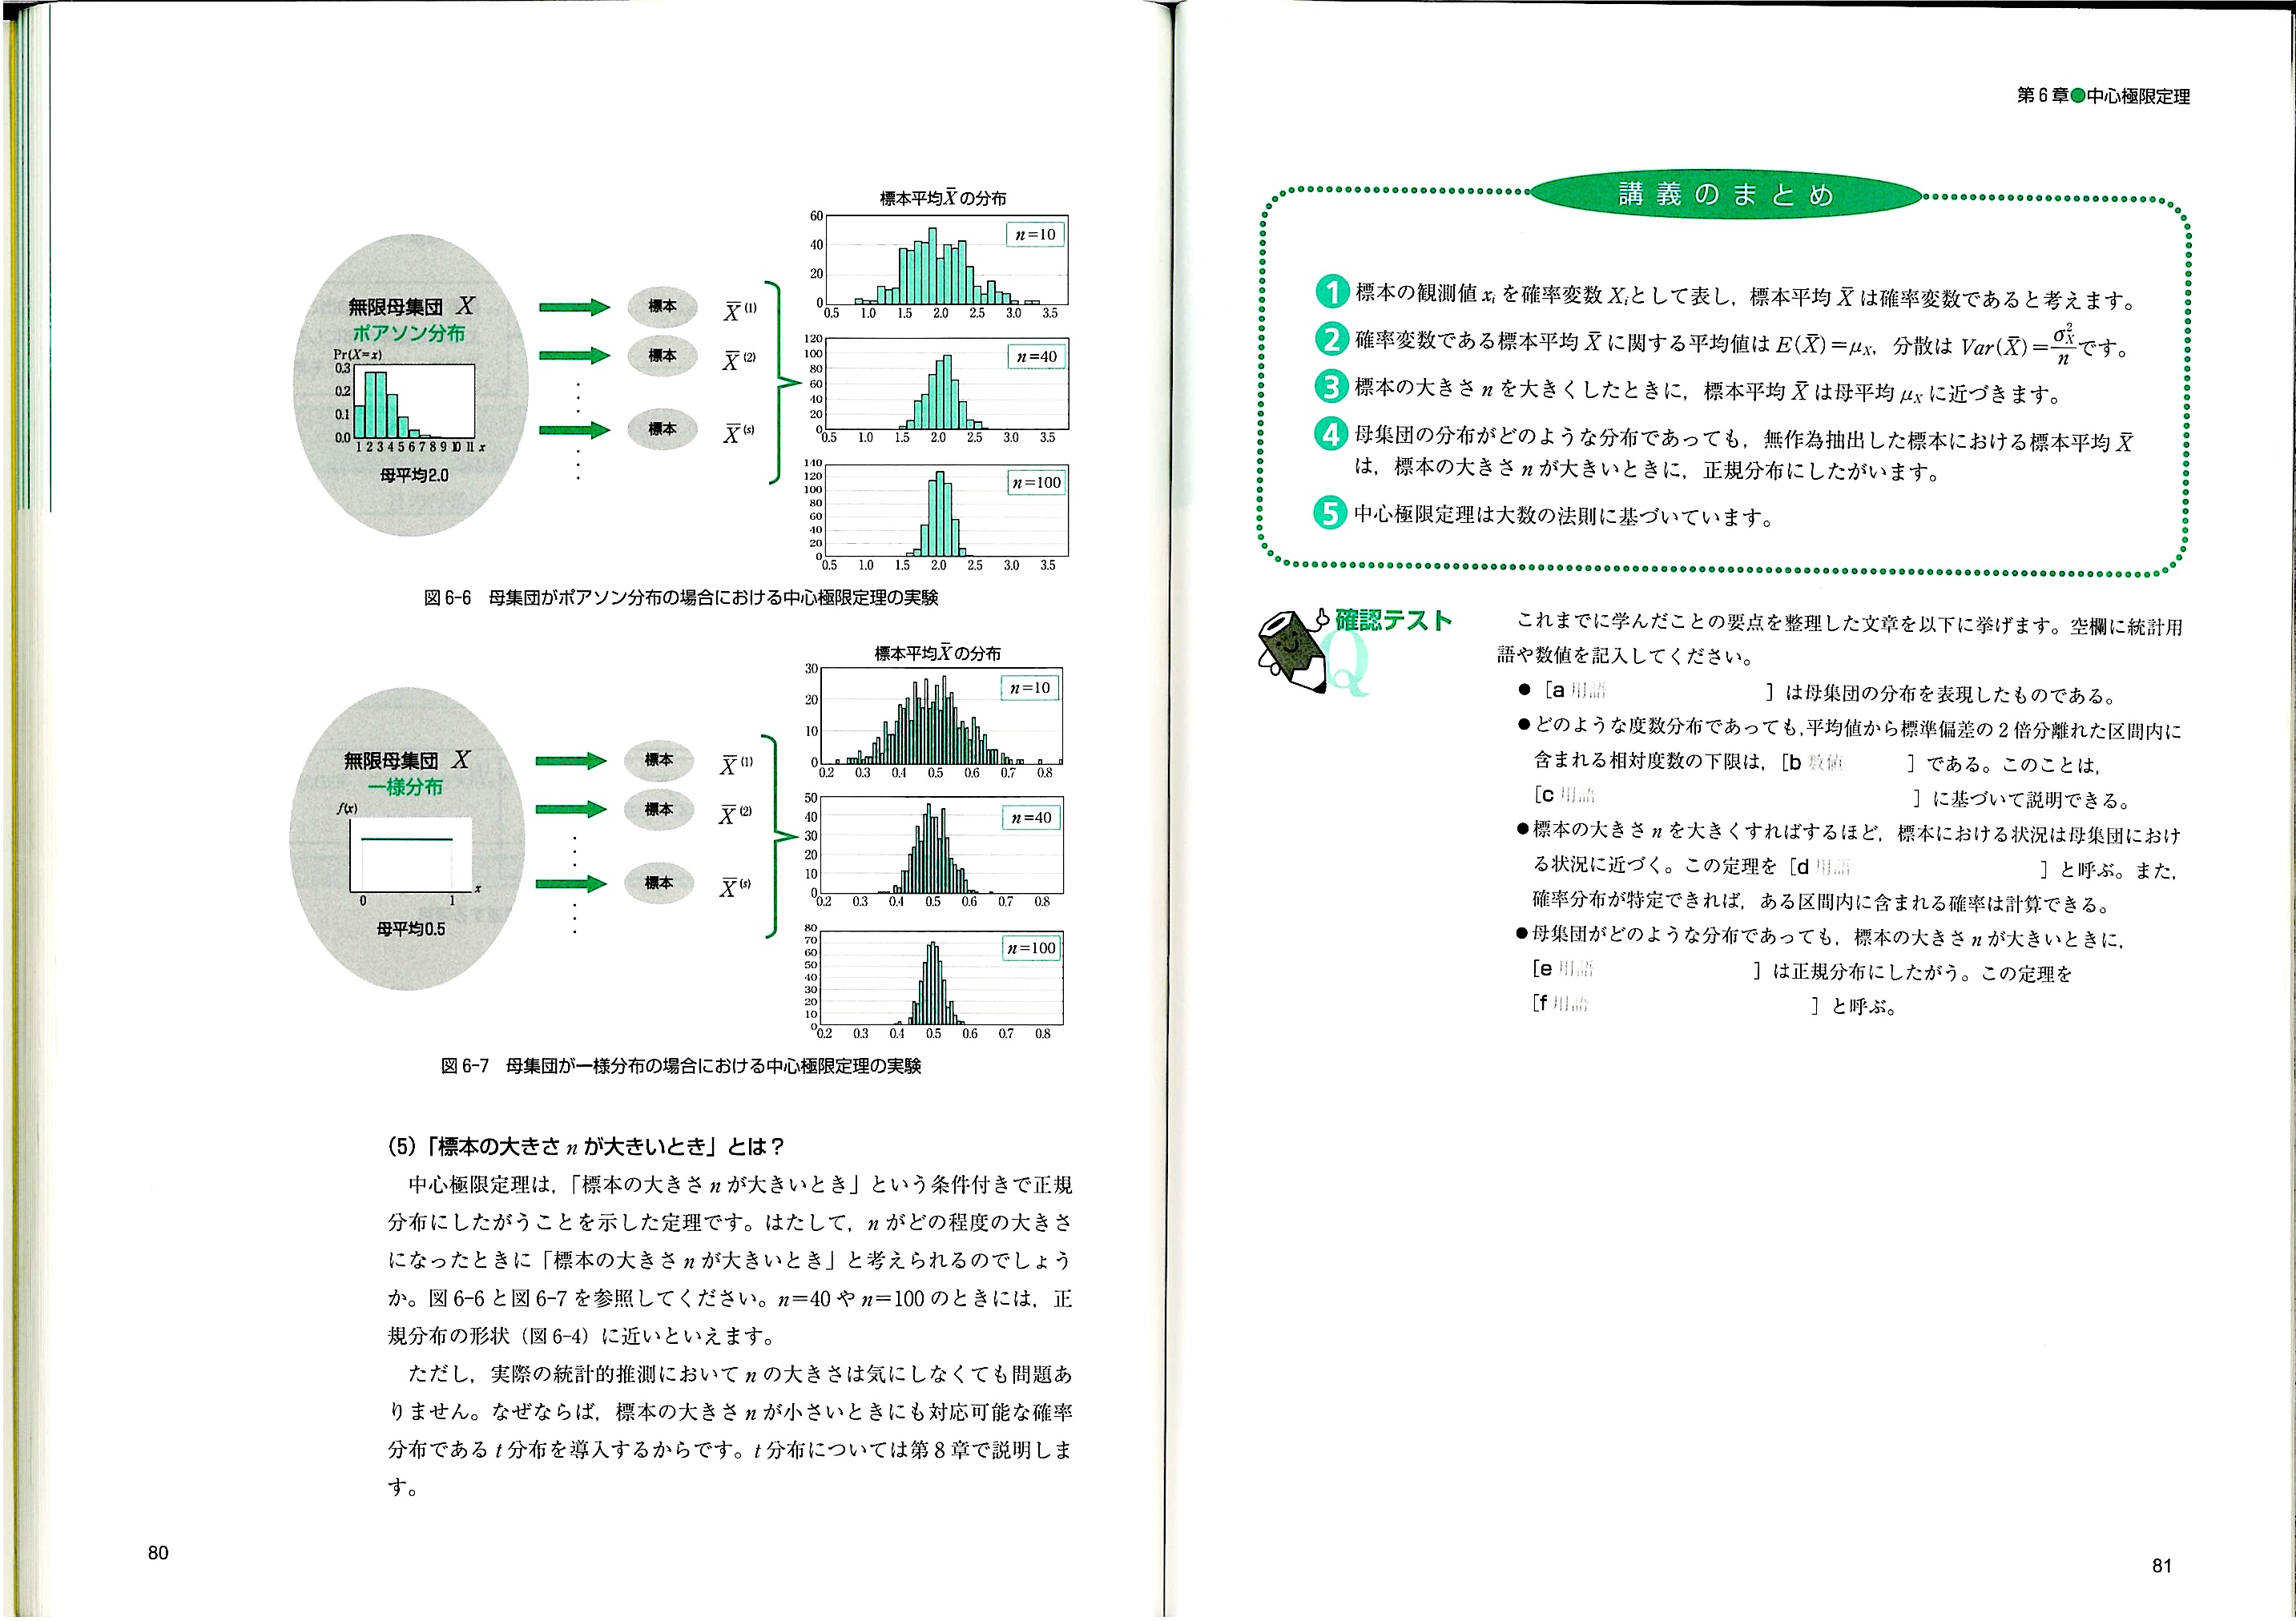 標本平均X̄の分布
60
40
20
0
n=10
0.5 1.0 1.5 2.0 2.5 3.0 3.5
無限母集団 X
ポアソン分布
Pr(X=x)
0.3
0.2
0.1
0.0
1 2 3 4 5 6 7 8 9 10 11 x
母平均2.0
標本 X̄⁽¹⁾
標本 X̄⁽²⁾
標本 X̄⁽ˢ⁾
120
100
80
60
40
20
0
n=40
0.5 1.0 1.5 2.0 2.5 3.0 3.5
140
120
100
80
60
40
20
0
n=100
0.5 1.0 1.5 2.0 2.5 3.0 3.5
図6-6 母集団がポアソン分布の場合における中心極限定理の実験
標本平均X̄の分布
30
20
10
0
n=10
0.2 0.3 0.4 0.5 0.6 0.7 0.8
無限母集団 X
一様分布
f(x)
0 1 x
母平均0.5
標本 X̄⁽¹⁾
標本 X̄⁽²⁾
標本 X̄⁽ˢ⁾
50
40
30
20
10
0
n=40
0.2 0.3 0.4 0.5 0.6 0.7 0.8
80
70
60
50
40
30
20
10
0
n=100
0.2 0.3 0.4 0.5 0.6 0.7 0.8
図6-7 母集団が一様分布の場合における中心極限定理の実験
(5)「標本の大きさnが大きいとき」とは?
中心極限定理は,「標本の大きさnが大きいとき」という条件付きで正規
分布にしたがうことを示した定理です。はたして,nがどの程度の大きさ
になったときに「標本の大きさnが大きいとき」と考えられるのでしょう
か。図6-6と図6-7を参照してください。n=40やn=100のときには,正
規分布の形状(図6-4)に近いといえます。
ただし,実際の統計的推測においてnの大きさは気にしなくても問題あ
りません。なぜならば,標本の大きさnが小さいときにも対応可能な確率
分布であるt分布を導入するからです。t分布については第8章で説明しま
す。
80
第6章●中心極限定理
講義のまとめ
1 標本の観測値xᵢを確率変数Xᵢとして表し,標本平均X̄は確率変数であると考えます。
2 確率変数である標本平均X̄に関する平均値はE(X̄)=μ_X,分散はVar(X̄)=σ²_X/nです。
3 標本の大きさnを大きくしたときに,標本平均X̄は母平均μ_Xに近づきます。
4 母集団の分布がどのような分布であっても,無作為抽出した標本における標本平均X̄
は,標本の大きさnが大きいときに,正規分布にしたがいます。
5 中心極限定理は大数の法則に基づいています。
確認テスト
Q
これまでに学んだことの要点を整理した文章を以下に挙げます。空欄に統計用
語や数値を記入してください。
●[a 用語 ]は母集団の分布を表現したものである。
●どのような度数分布であっても,平均値から標準偏差の2倍分離れた区間内に
含まれる相対度数の下限は,[b 数値 ]である。このことは,
[c 用語 ]に基づいて説明できる。
●標本の大きさnを大きくすればするほど,標本における状況は母集団におけ
る状況に近づく。この定理を[d 用語 ]と呼ぶ。また,
確率分布が特定できれば,ある区間内に含まれる確率は計算できる。
●母集団がどのような分布であっても,標本の大きさnが大きいときに,
[e 用語 ]は正規分布にしたがう。この定理を
[f 用語 ]と呼ぶ。
81